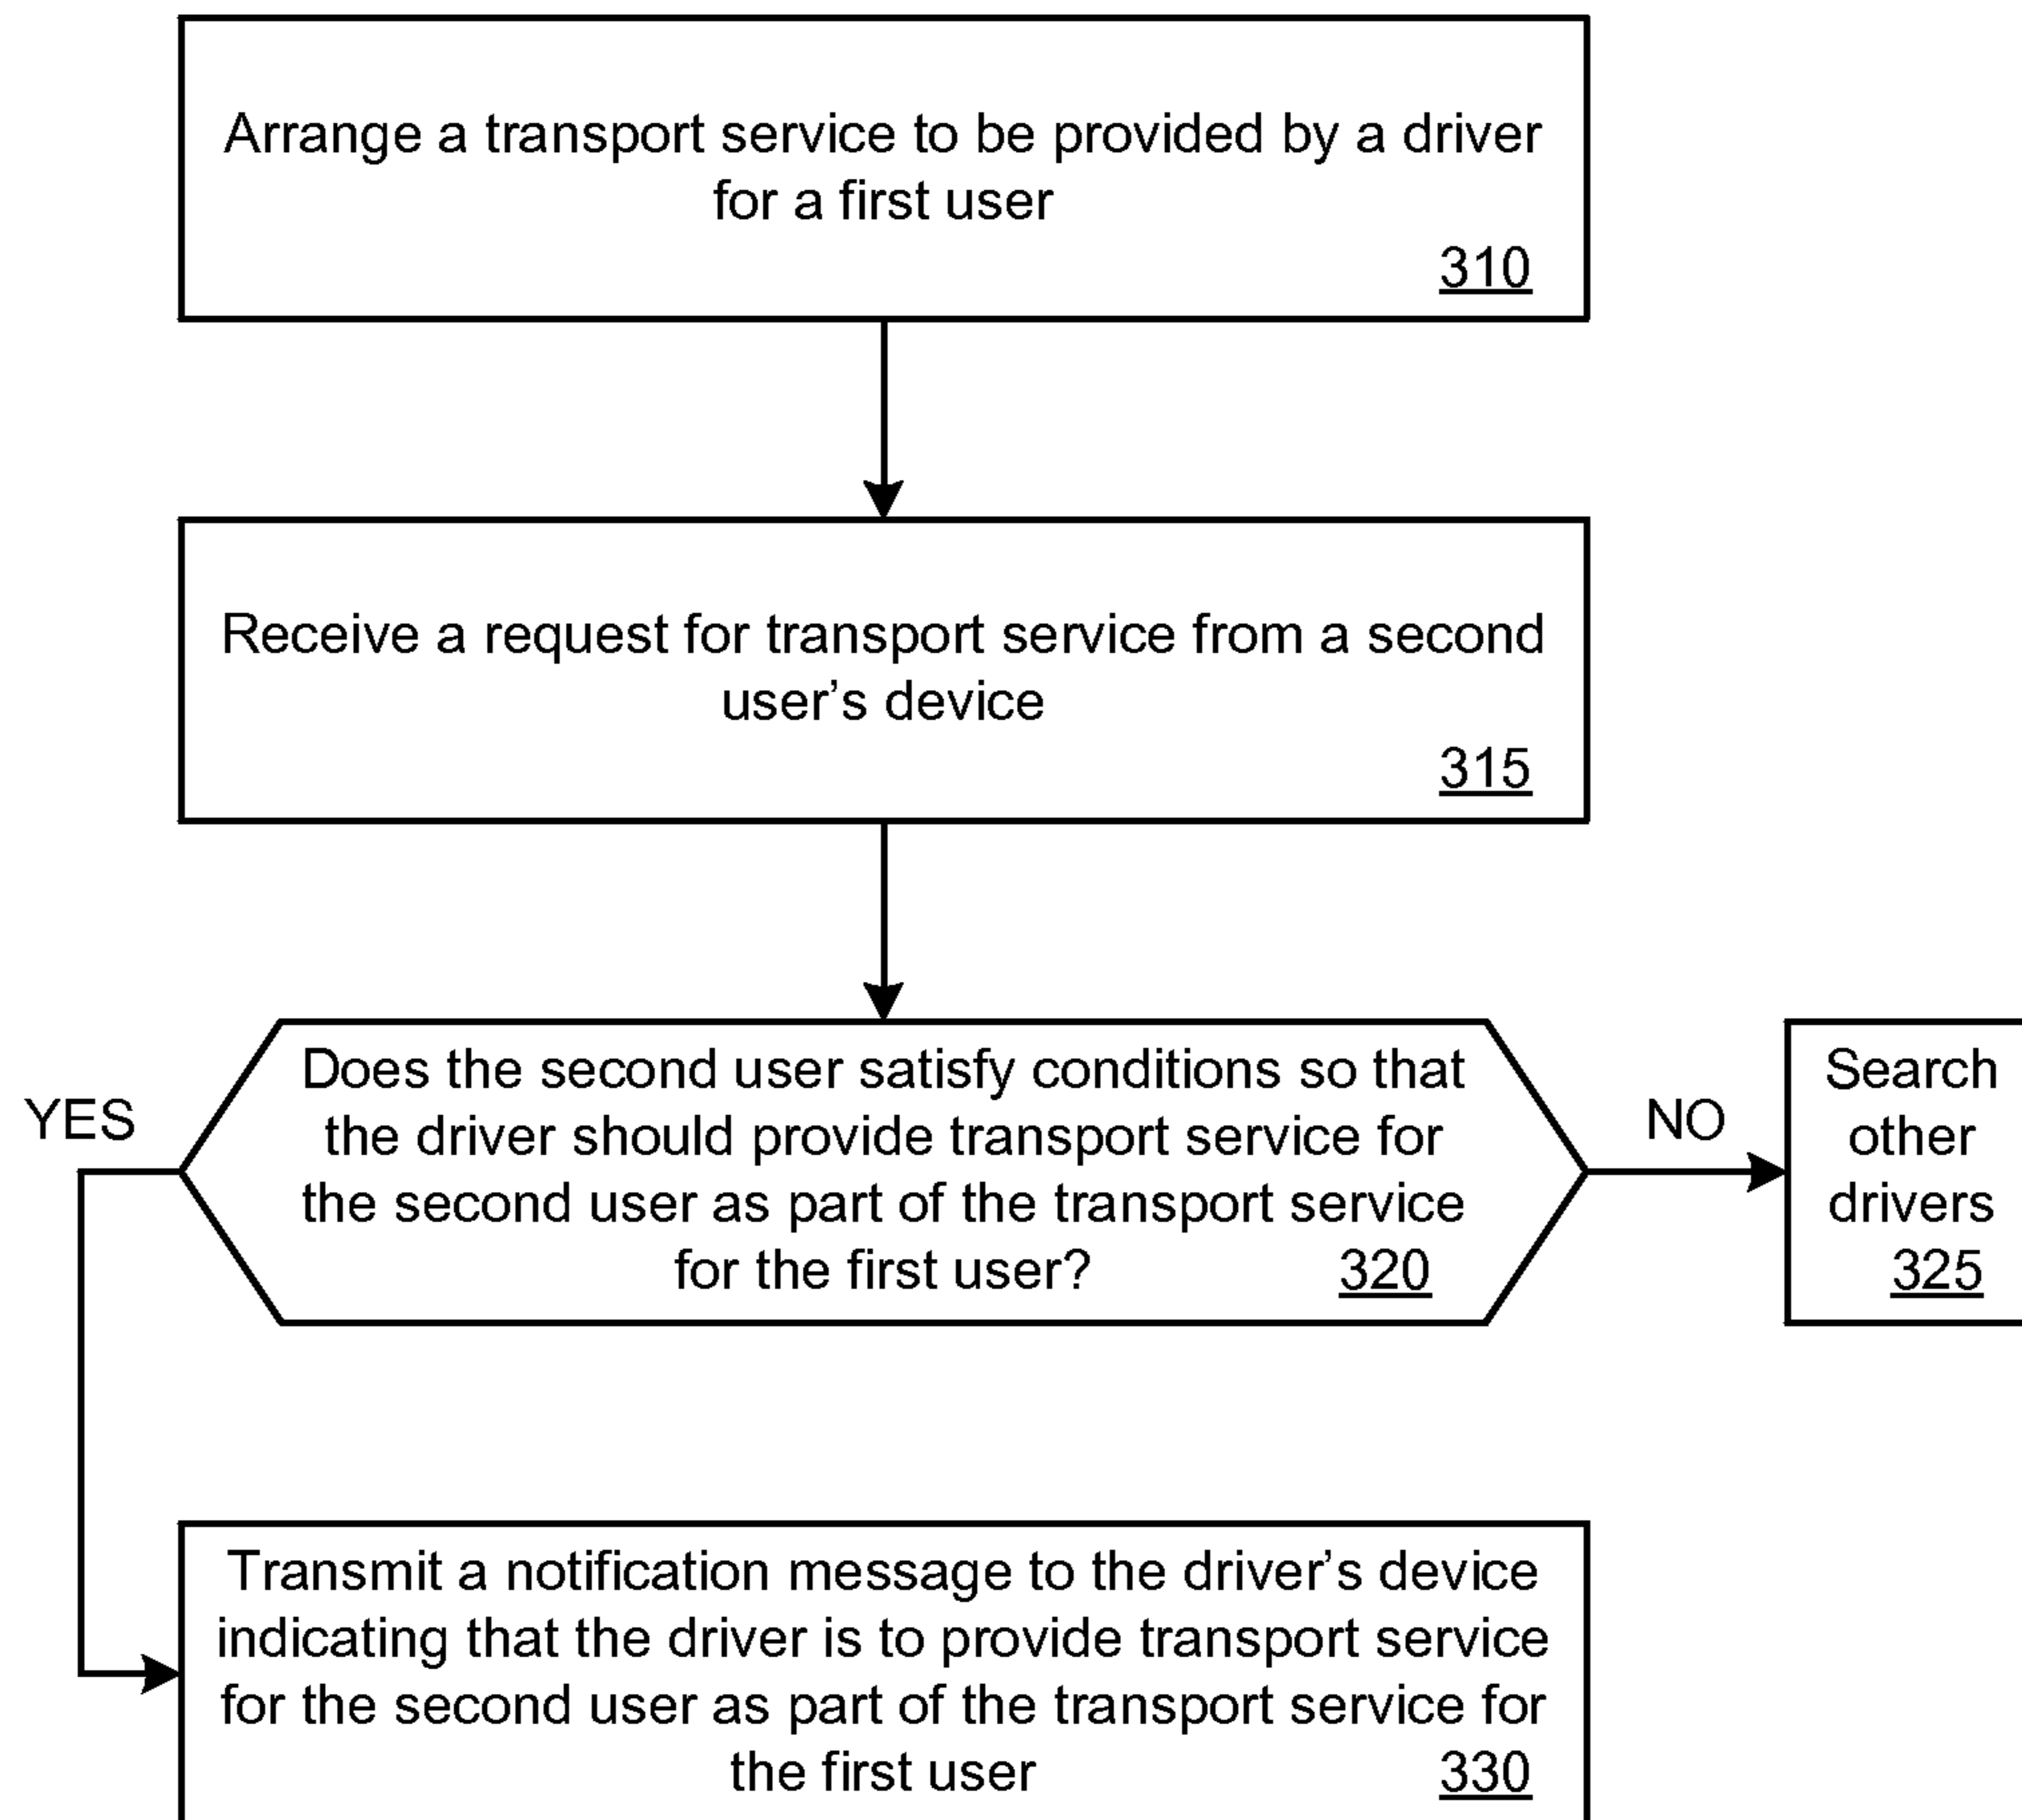 Arrange a transport service to be provided by a driver
for a first user
310
Receive a request for transport service from a second
user’s device
315
Does the second user satisfy conditions so that
the driver should provide transport service for
the second user as part of the transport service
for the first user? 320
YES
NO
Search
other
drivers
325
Transmit a notification message to the driver’s device
indicating that the driver is to provide transport service
for the second user as part of the transport service for
the first user 330